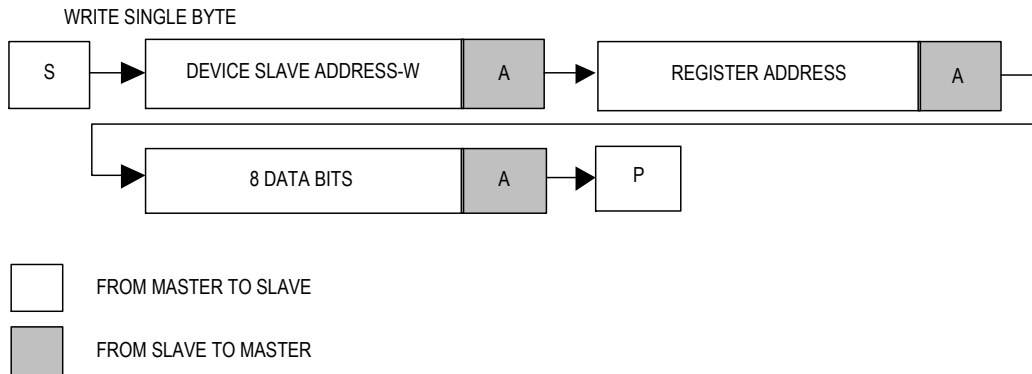 WRITE SINGLE BYTE
S DEVICE SLAVE ADDRESS-W A REGISTER ADDRESS A
8 DATA BITS A P
FROM MASTER TO SLAVE
FROM SLAVE TO MASTER